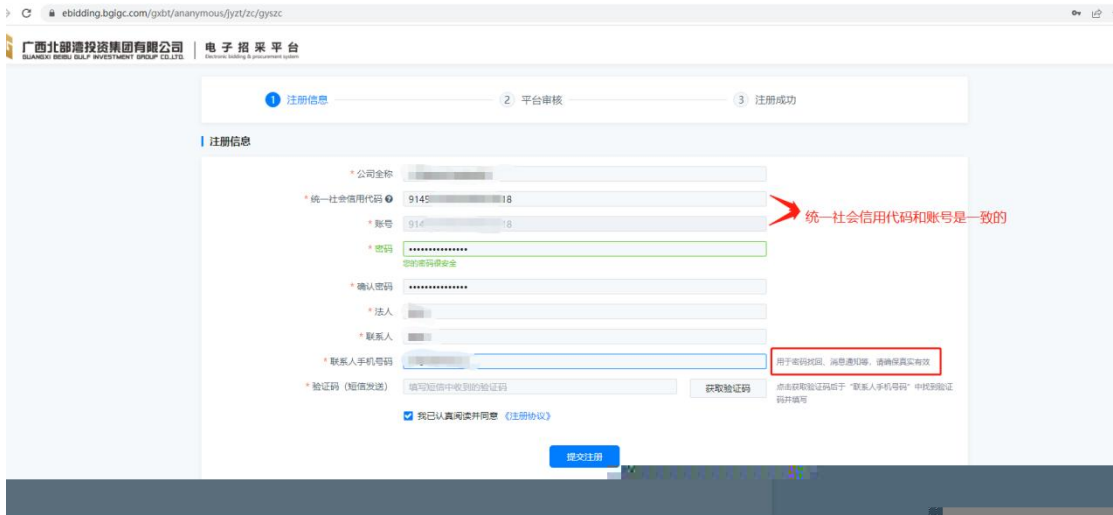 ebidding.bgigc.com/gxbt/ananymous/jyzt/zc/gyszc
广西北部湾投资集团有限公司
GUANGXI BEIBU GULF INVESTMENT GROUP CO.,LTD.
电子招采平台
Electronic bidding & procurement system
1 注册信息
2 平台审核
3 注册成功
注册信息
* 公司全称
* 统一社会信用代码 9145 18
* 账号 914 8
统一社会信用代码和账号是一致的
* 密码 •••••••••••••••
您的密码很安全
* 确认密码 •••••••••••••••
* 法人
* 联系人
* 联系人手机号码
用于密码找回、消息通知等、请确保真实有效
* 验证码（短信发送） 填写短信中收到的验证码 获取验证码
点击获取验证码后于“联系人手机号码”中找到验证
码并填写
我已认真阅读并同意 《注册协议》
提交注册